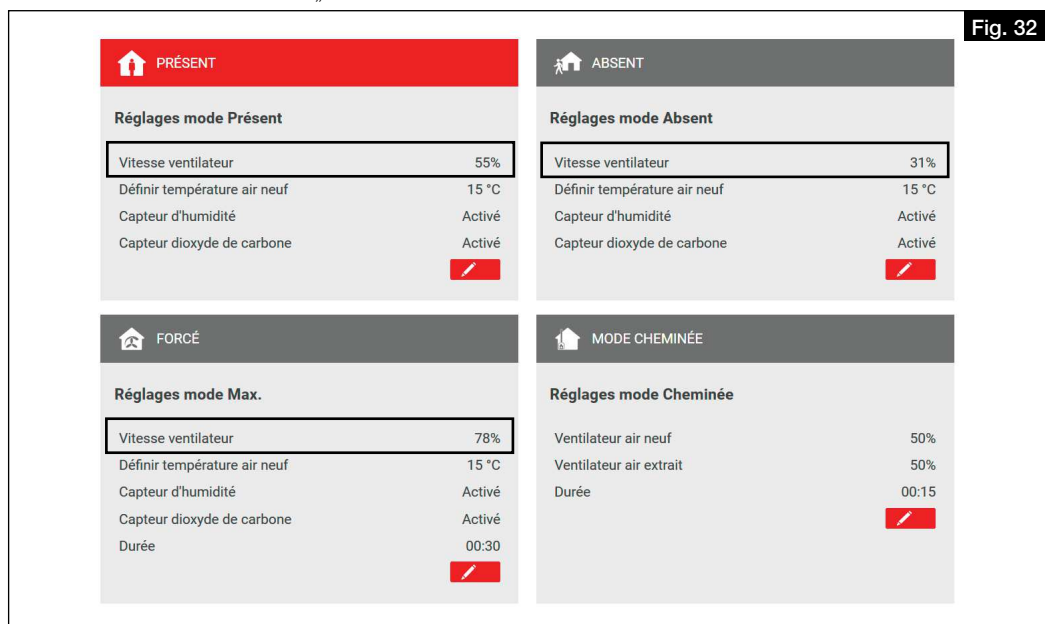 Fig. 32
PRÉSENT
Réglages mode Présent
Vitesse ventilateur 55%
Définir température air neuf 15 °C
Capteur d'humidité Activé
Capteur dioxyde de carbone Activé
ABSENT
Réglages mode Absent
Vitesse ventilateur 31%
Définir température air neuf 15 °C
Capteur d'humidité Activé
Capteur dioxyde de carbone Activé
FORCÉ
Réglages mode Max.
Vitesse ventilateur 78%
Définir température air neuf 15 °C
Capteur d'humidité Activé
Capteur dioxyde de carbone Activé
Durée 00:30
MODE CHEMINÉE
Réglages mode Cheminée
Ventilateur air neuf 50%
Ventilateur air extrait 50%
Durée 00:15